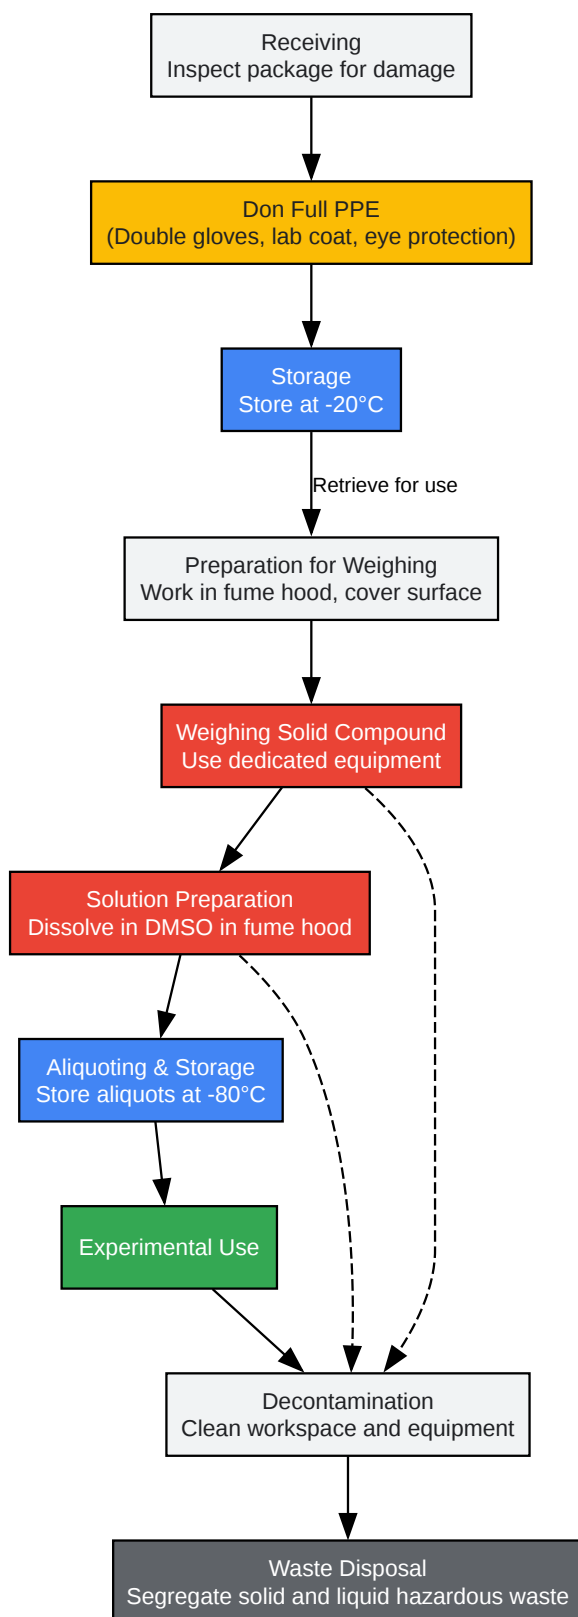 Receiving
Inspect package for damage
Don Full PPE
(Double gloves, lab coat, eye protection)
Storage
Store at -20°C
Retrieve for use
Preparation for Weighing
Work in fume hood, cover surface
Weighing Solid Compound
Use dedicated equipment
Solution Preparation
Dissolve in DMSO in fume hood
Aliquoting & Storage
Store aliquots at -80°C
Experimental Use
Decontamination
Clean workspace and equipment
Waste Disposal
Segregate solid and liquid hazardous waste